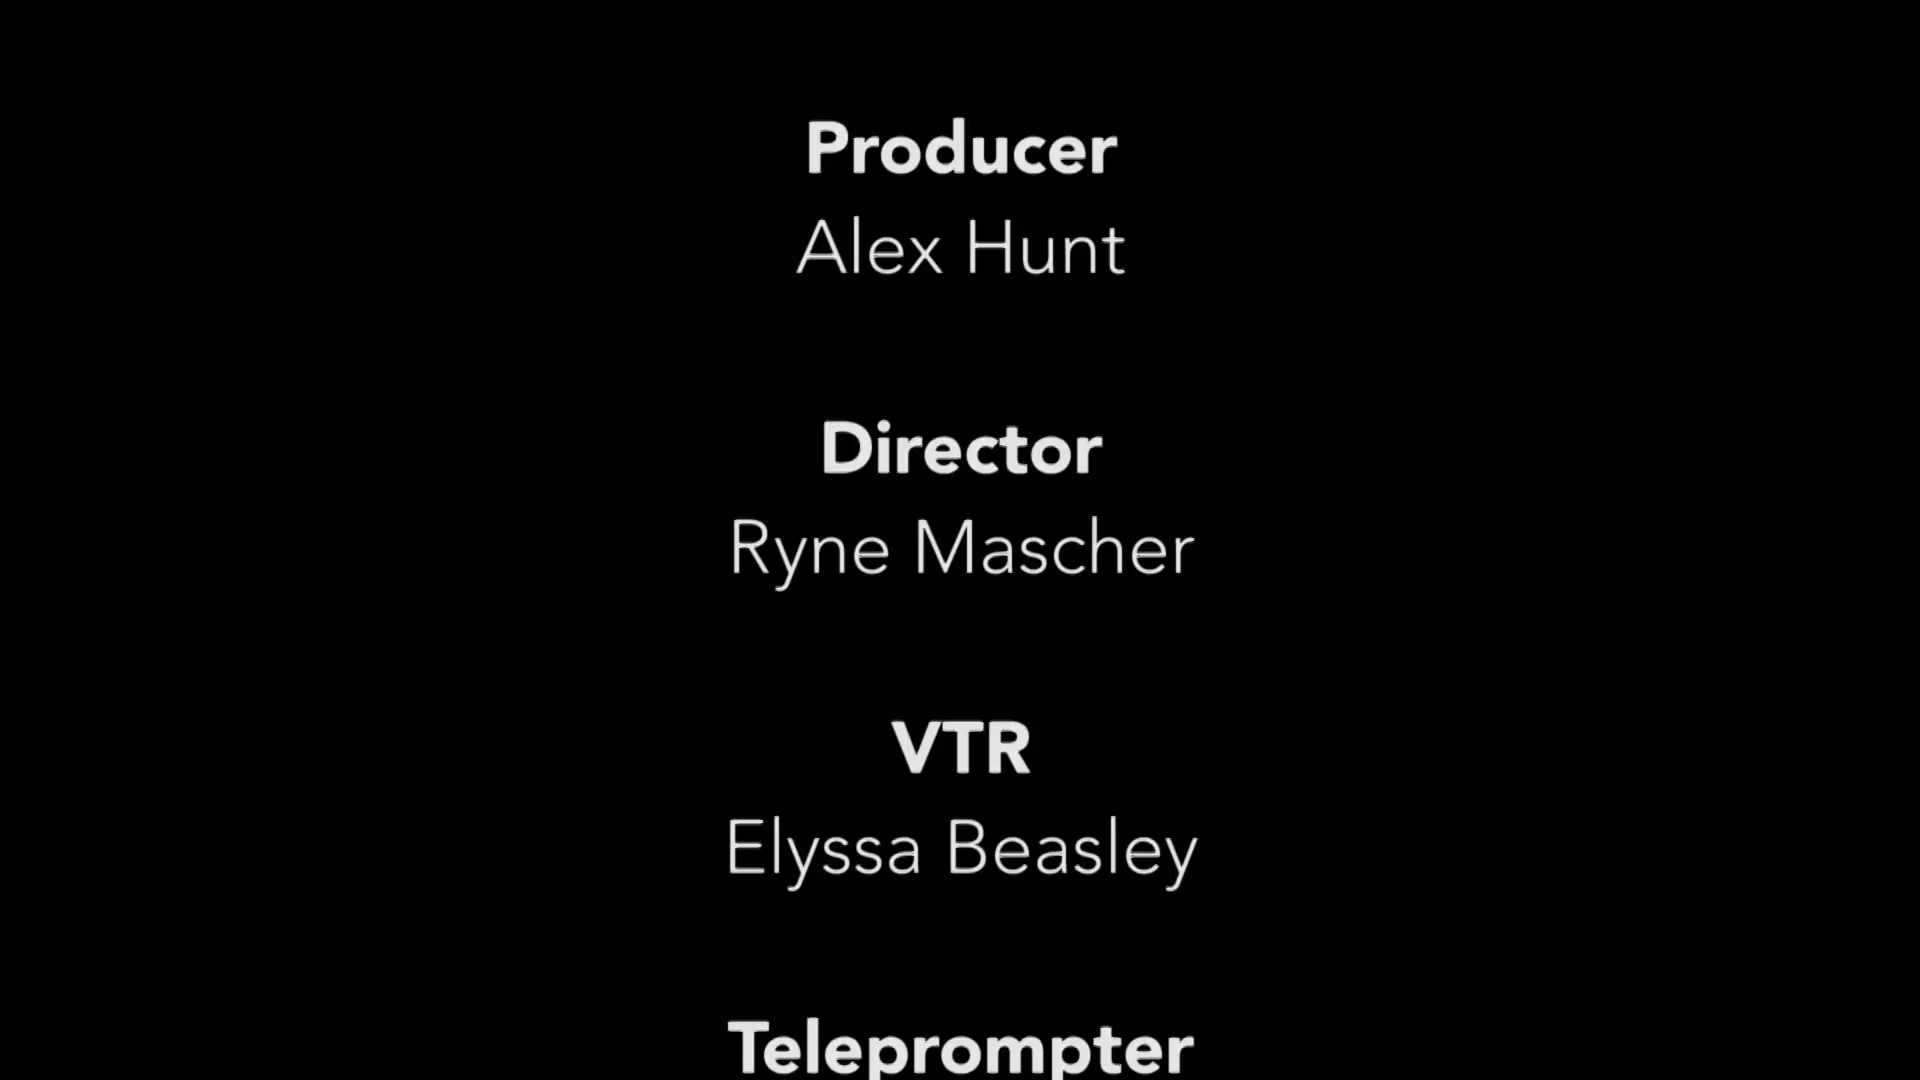 Producer
Alex Hunt
Director
Ryne Mascher
VTR
Elyssa Beasley
Teleprompter